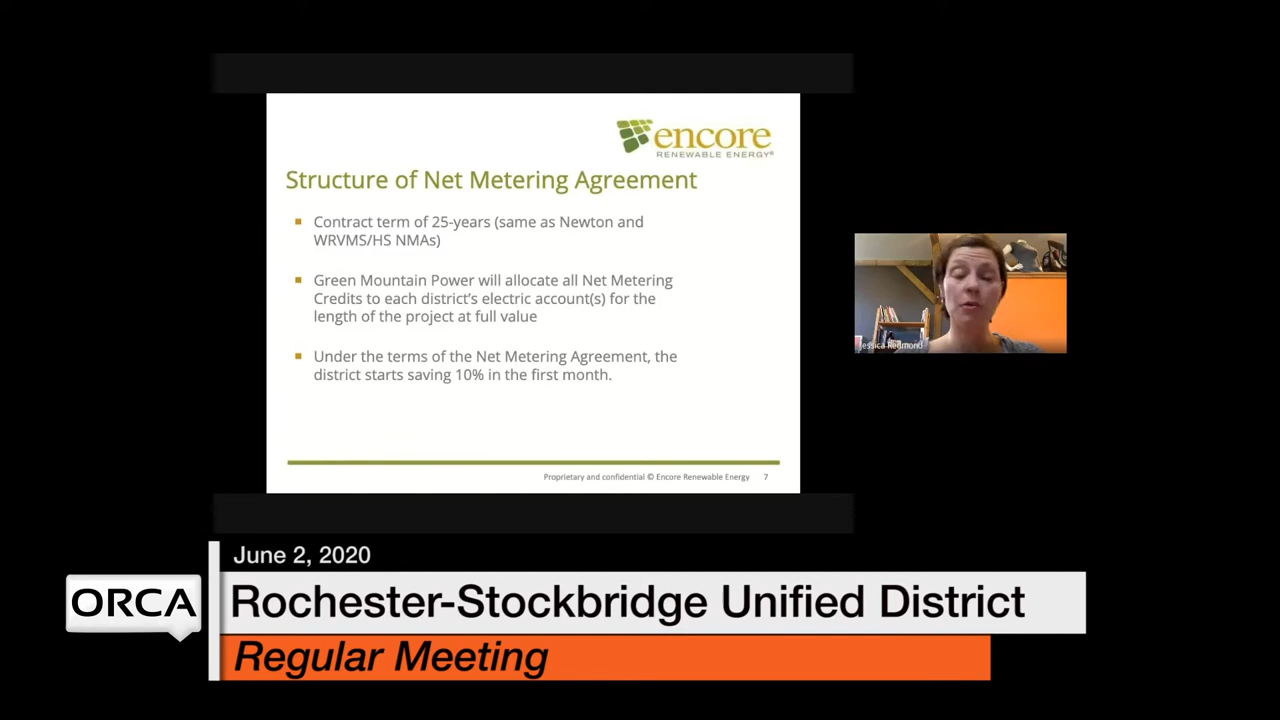 encore
RENEWABLE ENERGY®
Structure of Net Metering Agreement
Contract term of 25-years (same as Newton and
WRVMS/HS NMAs)
Green Mountain Power will allocate all Net Metering
Credits to each district's electric account(s) for the
length of the project at full value
Under the terms of the Net Metering Agreement, the
district starts saving 10% in the first month.
Proprietary and confidential © Encore Renewable Energy 7
essica Redmond
June 2, 2020
ORCA
Rochester-Stockbridge Unified District
Regular Meeting